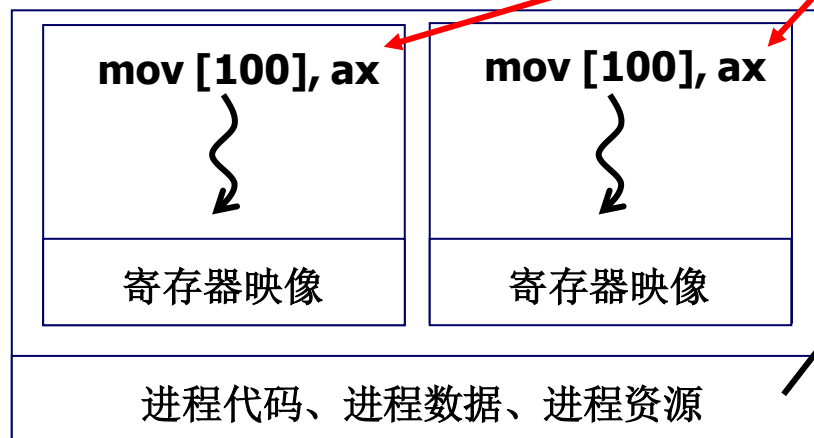 mov [100], ax mov [100], ax
寄存器映像 寄存器映像
进程代码、进程数据、进程资源